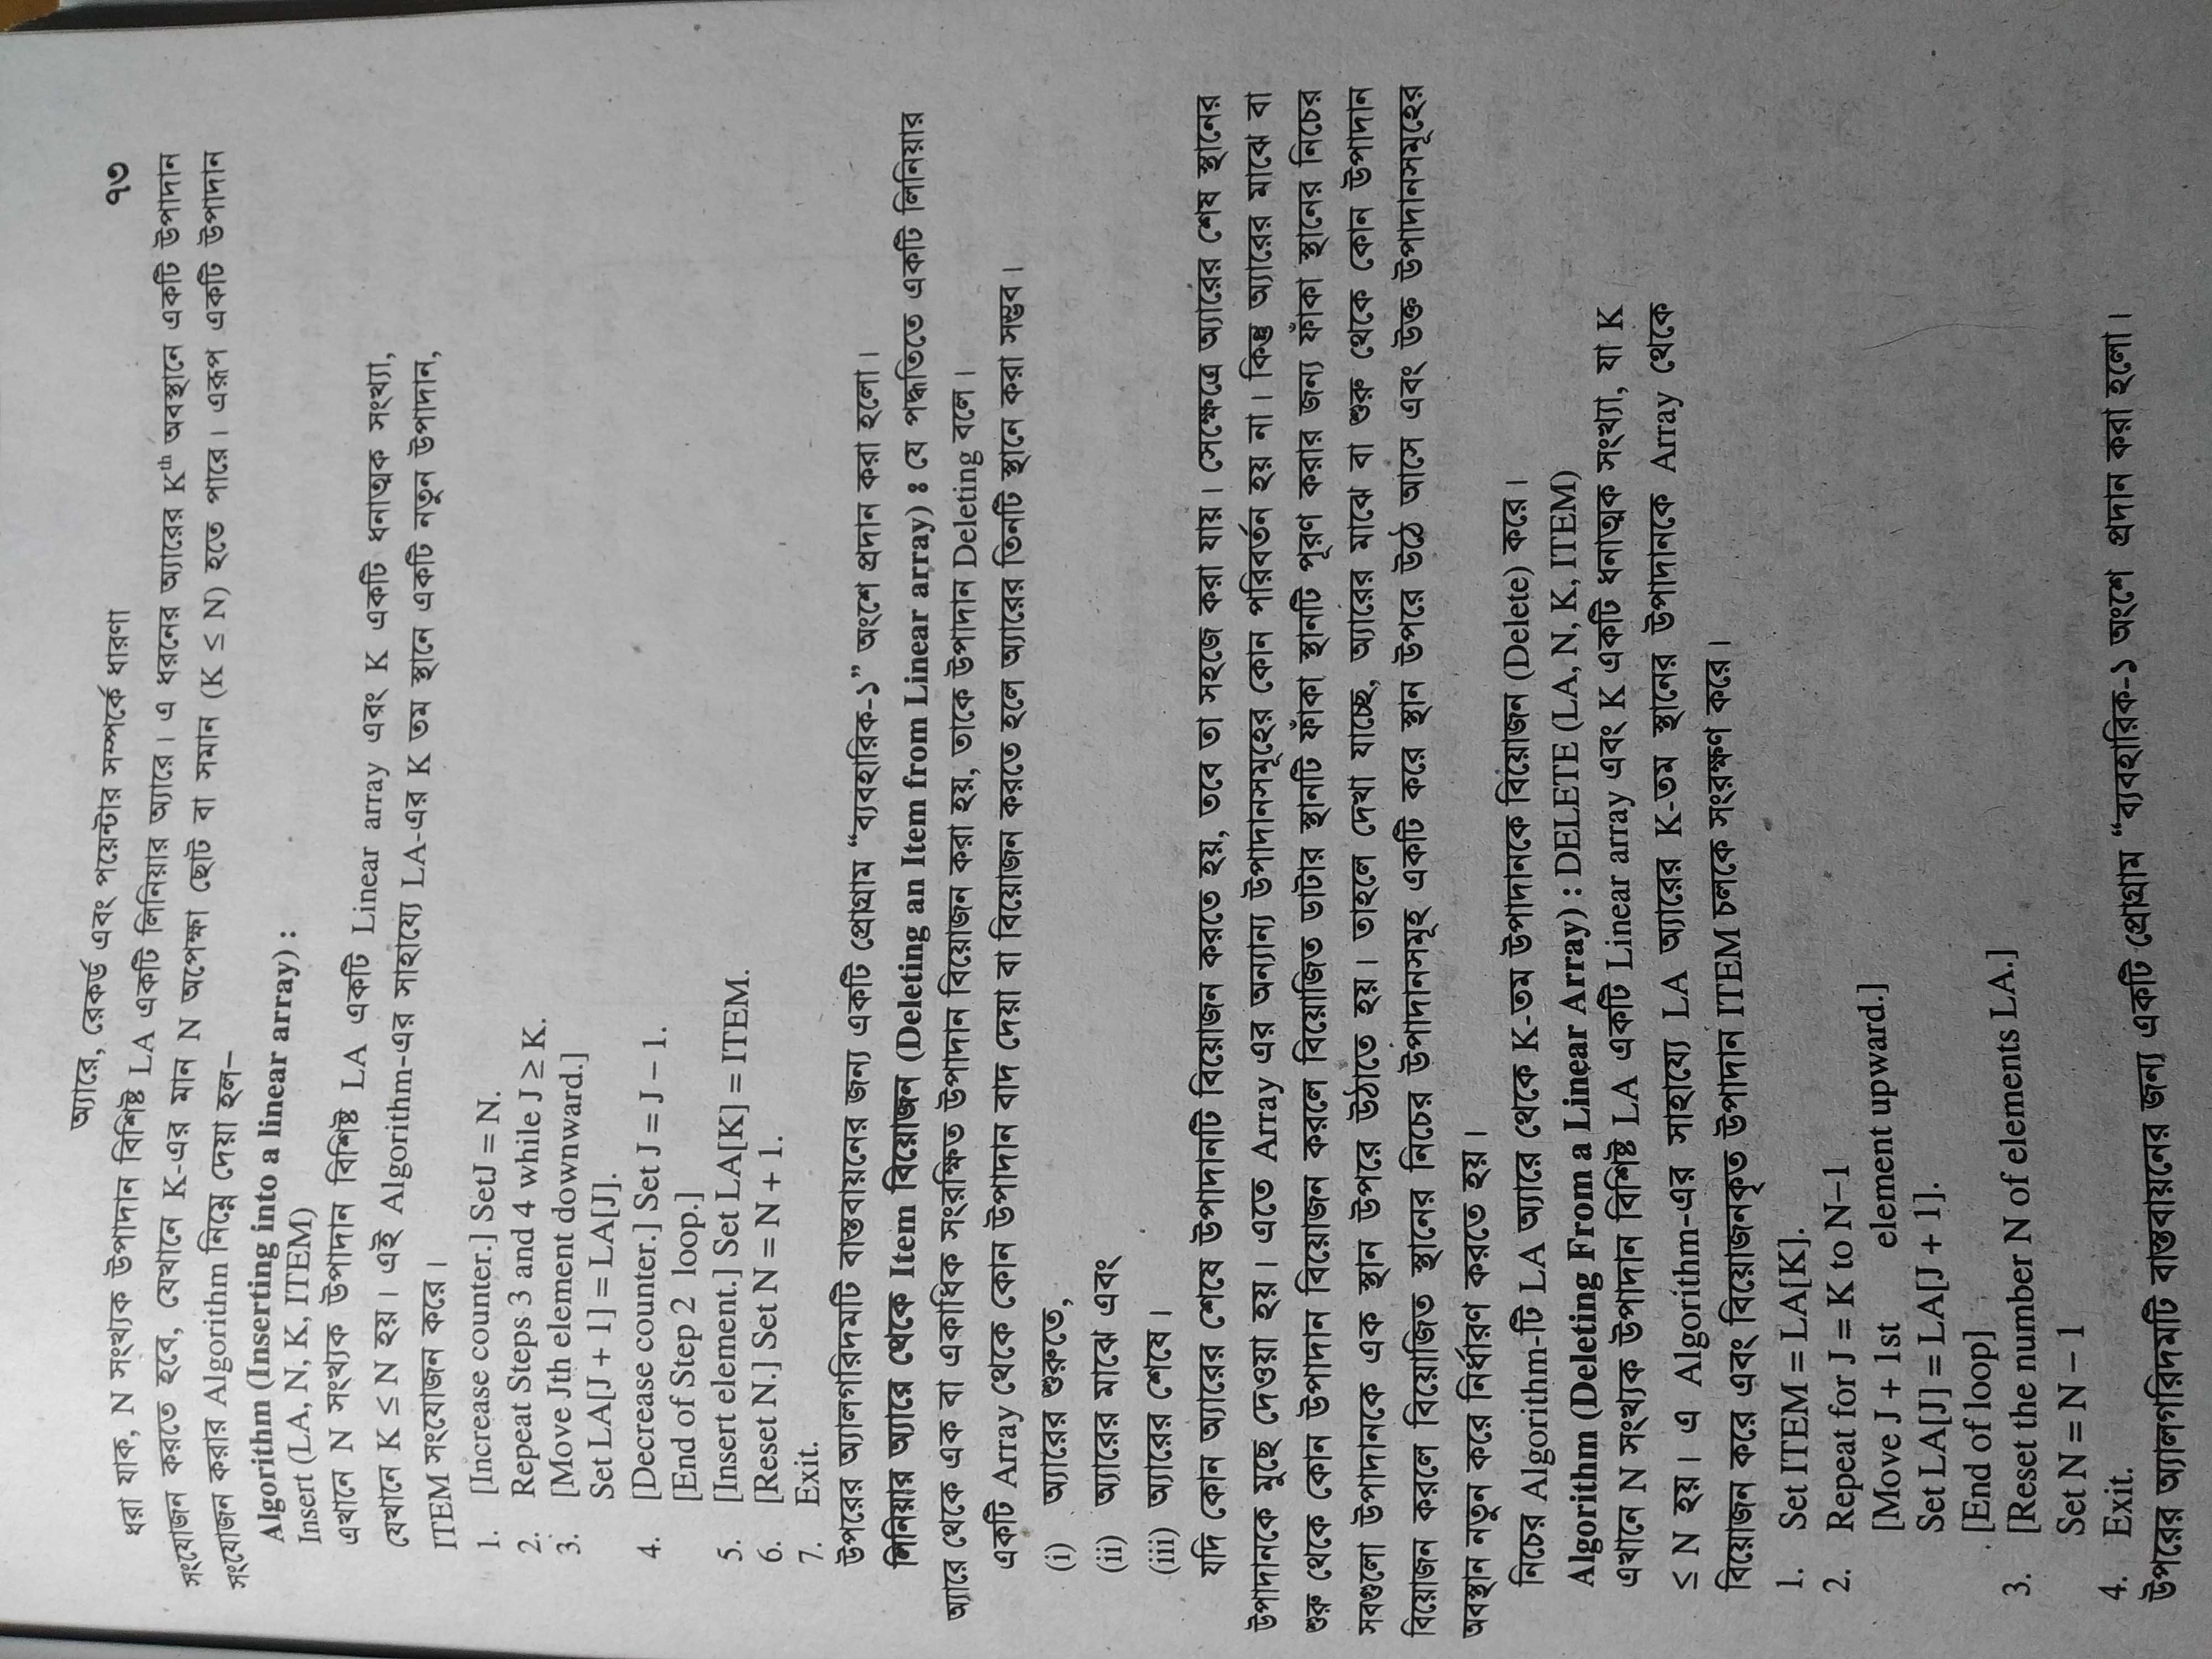 অ্যারে, রেকর্ড এবং পয়েন্টার সম্পর্কে ধারণা ৭৩
ধরা যাক, N সংখ্যক উপাদান বিশিষ্ট LA একটি লিনিয়ার অ্যারে। এ ধরনের অ্যারের Kth অবস্থানে একটি উপাদান
সংযোজন করতে হবে, যেখানে K-এর মান N অপেক্ষা ছোট বা সমান (K ≤ N) হতে পারে। এরূপ একটি উপাদান
সংযোজন করার Algorithm নিম্নে দেয়া হল–
Algorithm (Inserting into a linear array) :
Insert (LA, N, K, ITEM)
এখানে N সংখ্যক উপাদান বিশিষ্ট LA একটি Linear array এবং K একটি ধনাত্মক সংখ্যা,
যেখানে K ≤ N হয়। এই Algorithm-এর সাহায্যে LA-এর K তম স্থানে একটি নতুন উপাদান,
ITEM সংযোজন করে।
1. [Increase counter.] SetJ = N.
2. Repeat Steps 3 and 4 while J ≥ K.
3. [Move Jth element downward.]
Set LA[J + 1] = LA[J].
4. [Decrease counter.] Set J = J – 1.
[End of Step 2 loop.]
5. [Insert element.] Set LA[K] = ITEM.
6. [Reset N.] Set N = N + 1.
7. Exit.
উপরের অ্যালগরিদমটি বাস্তবায়নের জন্য একটি প্রোগ্রাম “ব্যবহারিক-১” অংশে প্রদান করা হলো।
লিনিয়ার অ্যারে থেকে Item বিয়োজন (Deleting an Item from Linear array) ঃ যে পদ্ধতিতে একটি লিনিয়ার
অ্যারে থেকে এক বা একাধিক সংরক্ষিত উপাদান বিয়োজন করা হয়, তাকে উপাদান Deleting বলে।
একটি Array থেকে কোন উপাদান বাদ দেয়া বা বিয়োজন করতে হলে অ্যারের তিনটি স্থানে করা সম্ভব।
(i) অ্যারের শুরুতে,
(ii) অ্যারের মাঝে এবং
(iii) অ্যারের শেষে।
যদি কোন অ্যারের শেষে উপাদানটি বিয়োজন করতে হয়, তবে তা সহজে করা যায়। সেক্ষেত্রে অ্যারের শেষ স্থানের
উপাদানকে মুছে দেওয়া হয়। এতে Array এর অন্যান্য উপাদানসমূহের কোন পরিবর্তন হয় না। কিন্তু অ্যারের মাঝে বা
শুরু থেকে কোন উপাদান বিয়োজন করলে বিয়োজিত ডাটার স্থানটি ফাঁকা স্থানটি পূরণ করার জন্য ফাঁকা স্থানের নিচের
সবগুলো উপাদানকে এক স্থান উপরে উঠাতে হয়। তাহলে দেখা যাচ্ছে, অ্যারের মাঝে বা শুরু থেকে কোন উপাদান
বিয়োজন করলে বিয়োজিত স্থানের নিচের উপাদানসমূহ একটি করে স্থান উপরে উঠে আসে এবং উক্ত উপাদানসমূহের
অবস্থান নতুন করে নির্ধারণ করতে হয়।
নিচের Algorithm-টি LA অ্যারে থেকে K-তম উপাদানকে বিয়োজন (Delete) করে।
Algorithm (Deleting From a Linear Array) : DELETE (LA, N, K, ITEM)
এখানে N সংখ্যক উপাদান বিশিষ্ট LA একটি Linear array এবং K একটি ধনাত্মক সংখ্যা, যা K
≤ N হয়। এ Algorithm-এর সাহায্যে LA অ্যারের K-তম স্থানের উপাদানকে Array থেকে
বিয়োজন করে এবং বিয়োজনকৃত উপাদান ITEM চলকে সংরক্ষণ করে।
1. Set ITEM = LA[K].
2. Repeat for J = K to N–1
[Move J + 1st element upward.]
Set LA[J] = LA[J + 1].
[End of loop]
3. [Reset the number N of elements LA.]
Set N = N – 1
4. Exit.
উপরের অ্যালগরিদমটি বাস্তবায়নের জন্য একটি প্রোগ্রাম “ব্যবহারিক-১ অংশে প্রদান করা হলো।